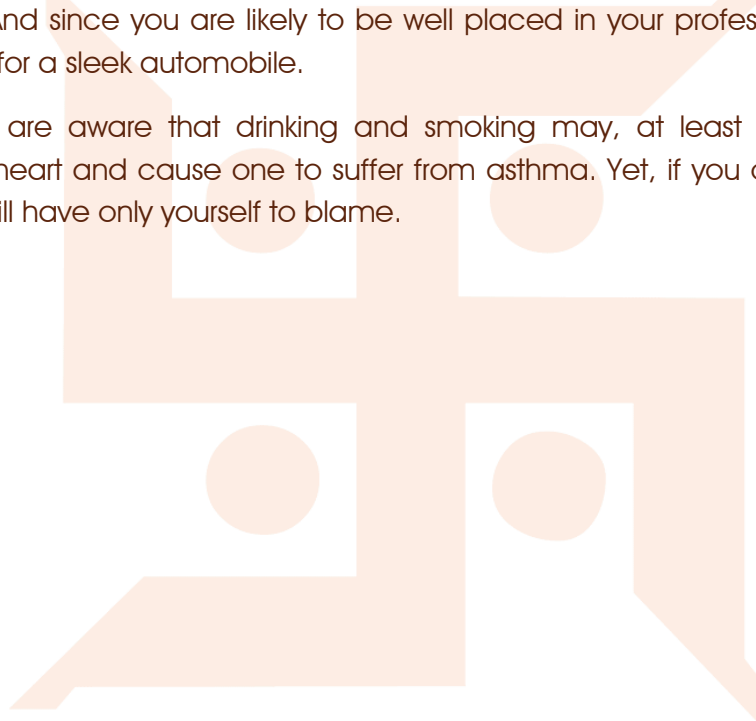 And since you are likely to be well placed in your profes
for a sleek automobile.
are aware that drinking and smoking may, at least
heart and cause one to suffer from asthma. Yet, if you
ill have only yourself to blame.